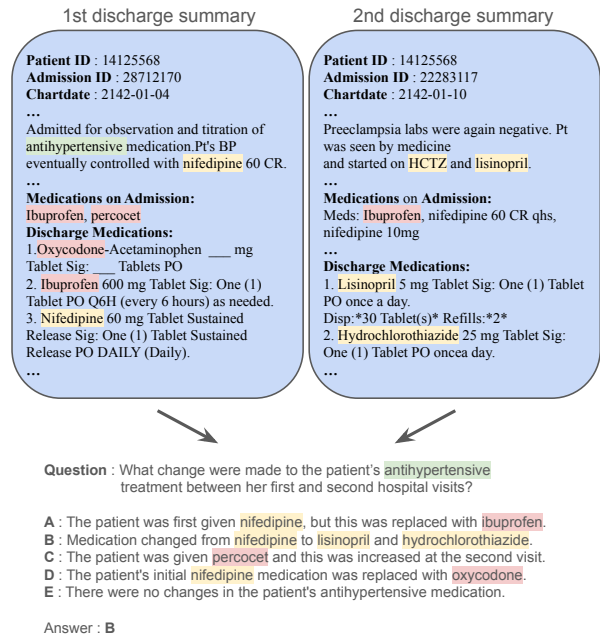 1st discharge summary
Patient ID : 14125568
Admission ID : 28712170
Chartdate : 2142-01-04
...
Admitted for observation and titration of
antihypertensive medication.Pt's BP
eventually controlled with nifedipine 60 CR.
...
Medications on Admission:
Ibuprofen, percocet
Discharge Medications:
1.Oxycodone-Acetaminophen ___ mg
Tablet Sig: ___ Tablets PO
2. Ibuprofen 600 mg Tablet Sig: One (1)
Tablet PO Q6H (every 6 hours) as needed.
3. Nifedipine 60 mg Tablet Sustained
Release Sig: One (1) Tablet Sustained
Release PO DAILY (Daily).
...
2nd discharge summary
Patient ID : 14125568
Admission ID : 22283117
Chartdate : 2142-01-10
...
Preeclampsia labs were again negative. Pt
was seen by medicine
and started on HCTZ and lisinopril.
...
Medications on Admission:
Meds: Ibuprofen, nifedipine 60 CR qhs,
nifedipine 10mg
...
Discharge Medications:
1. Lisinopril 5 mg Tablet Sig: One (1) Tablet
PO once a day.
Disp:*30 Tablet(s)* Refills:*2*
2. Hydrochlorothiazide 25 mg Tablet Sig:
One (1) Tablet PO oncea day.
...
Question : What change were made to the patient's antihypertensive
treatment between her first and second hospital visits?
A : The patient was first given nifedipine, but this was replaced with ibuprofen.
B : Medication changed from nifedipine to lisinopril and hydrochlorothiazide.
C : The patient was given percocet and this was increased at the second visit.
D : The patient's initial nifedipine medication was replaced with oxycodone.
E : There were no changes in the patient's antihypertensive medication.
Answer : B